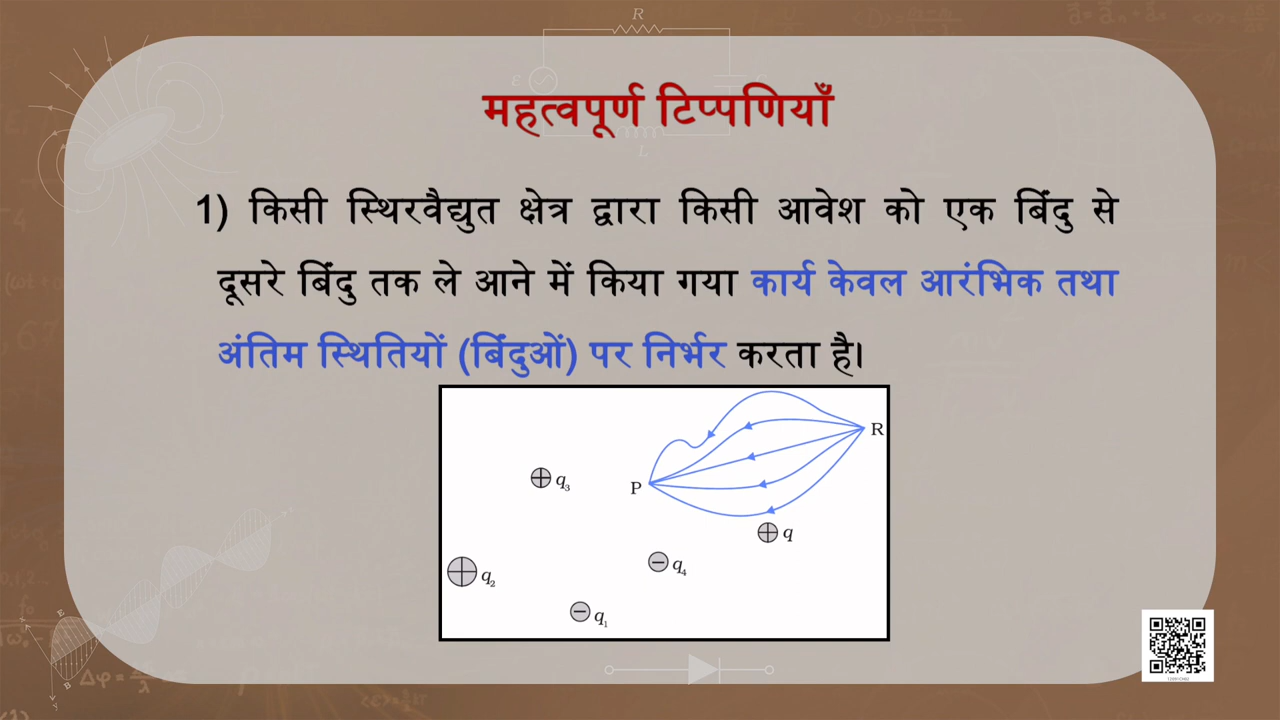 महत्वपूर्ण टिप्पणियाँ
1) किसी स्थिरवैद्युत क्षेत्र द्वारा किसी आवेश को एक बिंदु से
दूसरे बिंदु तक ले आने में किया गया कार्य केवल आरंभिक तथा
अंतिम स्थितियों (बिंदुओं) पर निर्भर करता है।
R
P
q₃
q
q₄
q₂
q₁
R
L
E
B